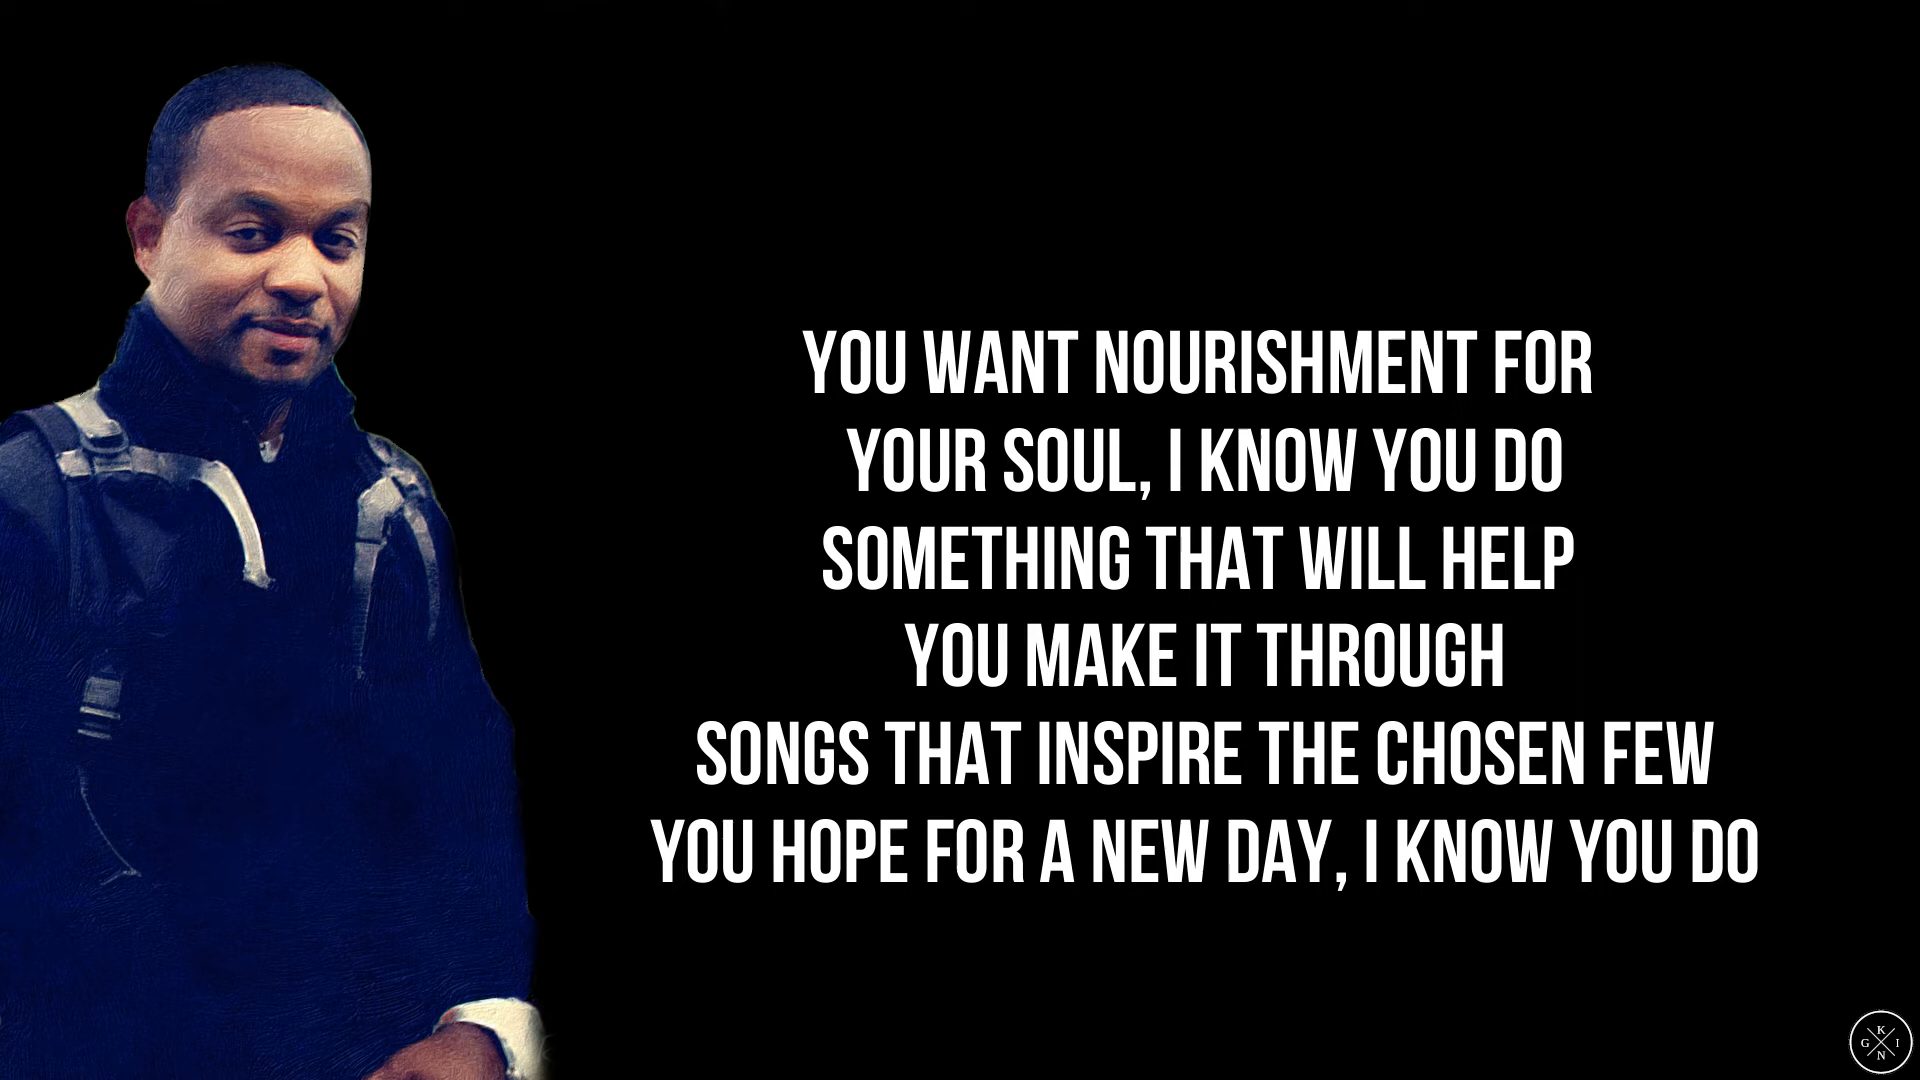 YOU WANT NOURISHMENT FOR
YOUR SOUL, I KNOW YOU DO
SOMETHING THAT WILL HELP
YOU MAKE IT THROUGH
SONGS THAT INSPIRE THE CHOSEN FEW
YOU HOPE FOR A NEW DAY, I KNOW YOU DO
K
G I
N